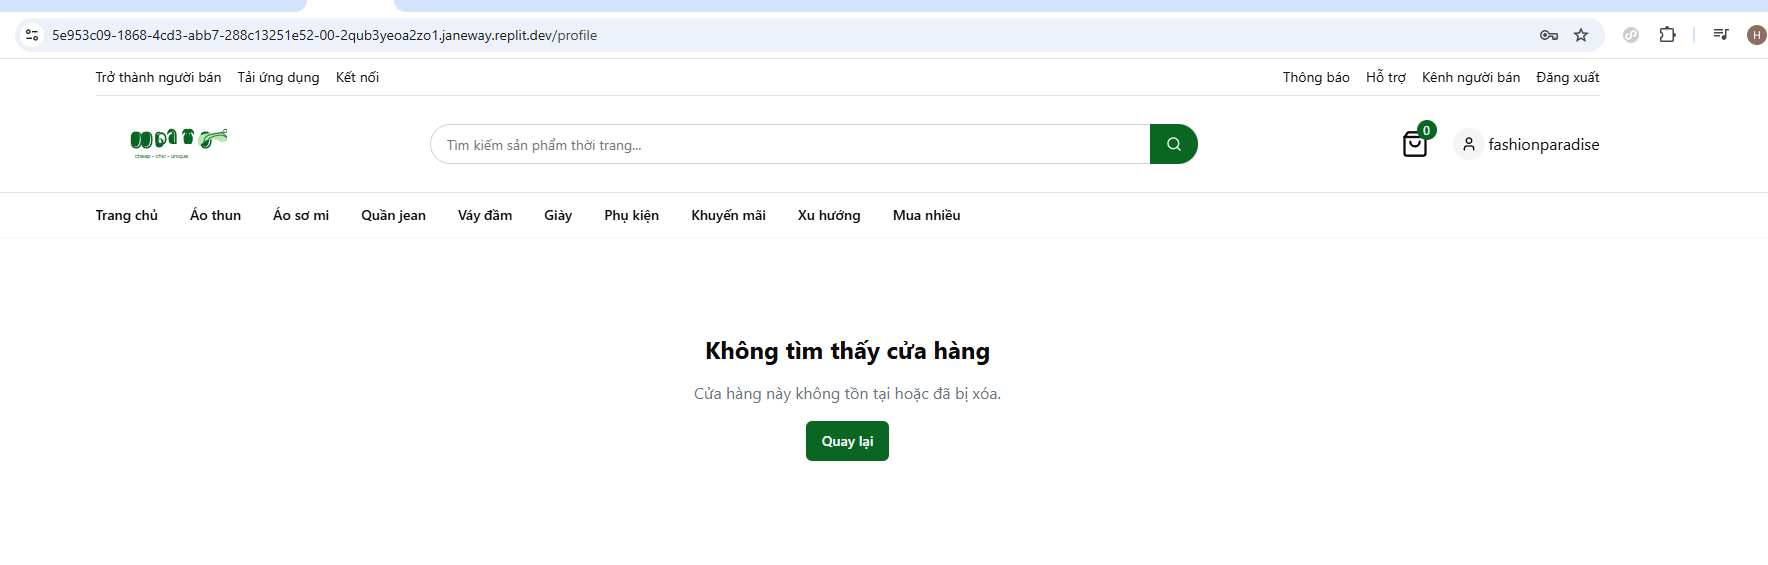 5e953c09-1868-4cd3-abb7-288c13251e52-00-2qub3yeoa2zo1.janeway.replit.dev/profile
H
Trở thành người bán Tải ứng dụng Kết nối Thông báo Hỗ trợ Kênh người bán Đăng xuất
cheap - chic - unique
Tìm kiếm sản phẩm thời trang...
0
fashionparadise
Trang chủ Áo thun Áo sơ mi Quần jean Váy đầm Giày Phụ kiện Khuyến mãi Xu hướng Mua nhiều
Không tìm thấy cửa hàng
Cửa hàng này không tồn tại hoặc đã bị xóa.
Quay lại